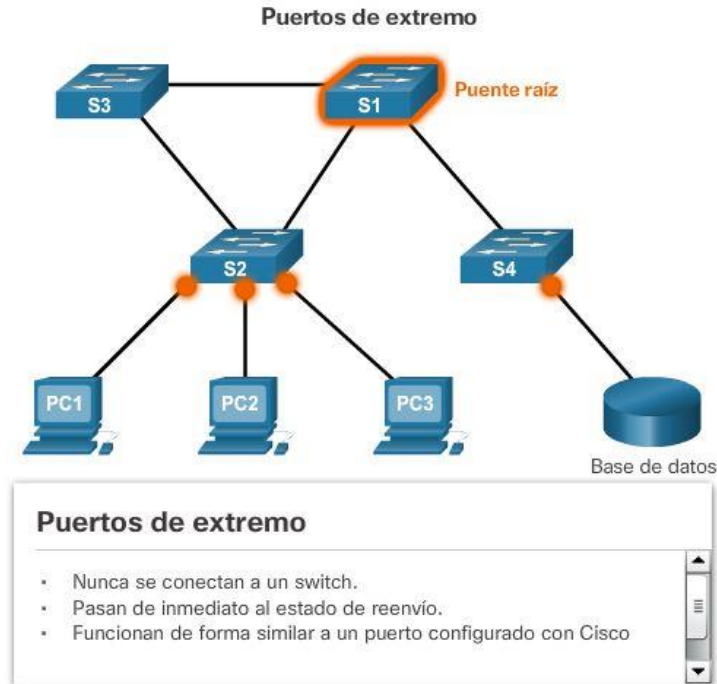 Puertos de extremo
S3
S1
Puente raíz
S2
S4
PC1
PC2
PC3
Base de datos
Puertos de extremo
▪ Nunca se conectan a un switch.
▪ Pasan de inmediato al estado de reenvío.
▪ Funcionan de forma similar a un puerto configurado con Cisco